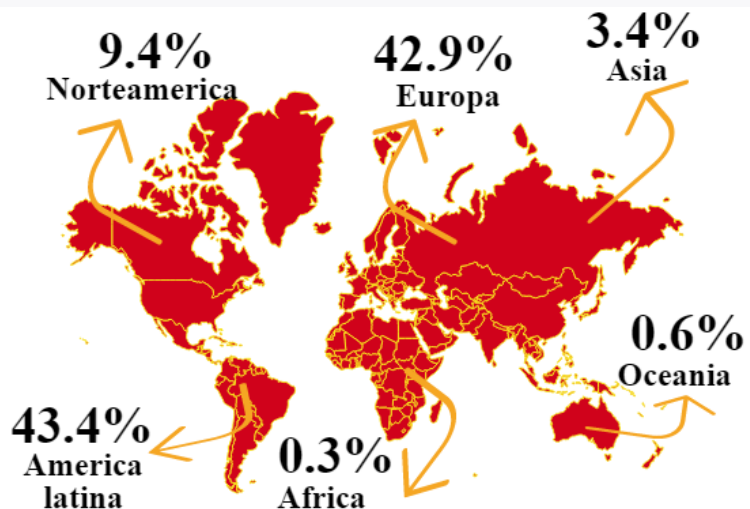 9.4%
Norteamerica
42.9%
Europa
3.4%
Asia
0.6%
Oceania
43.4%
America
latina
0.3%
Africa